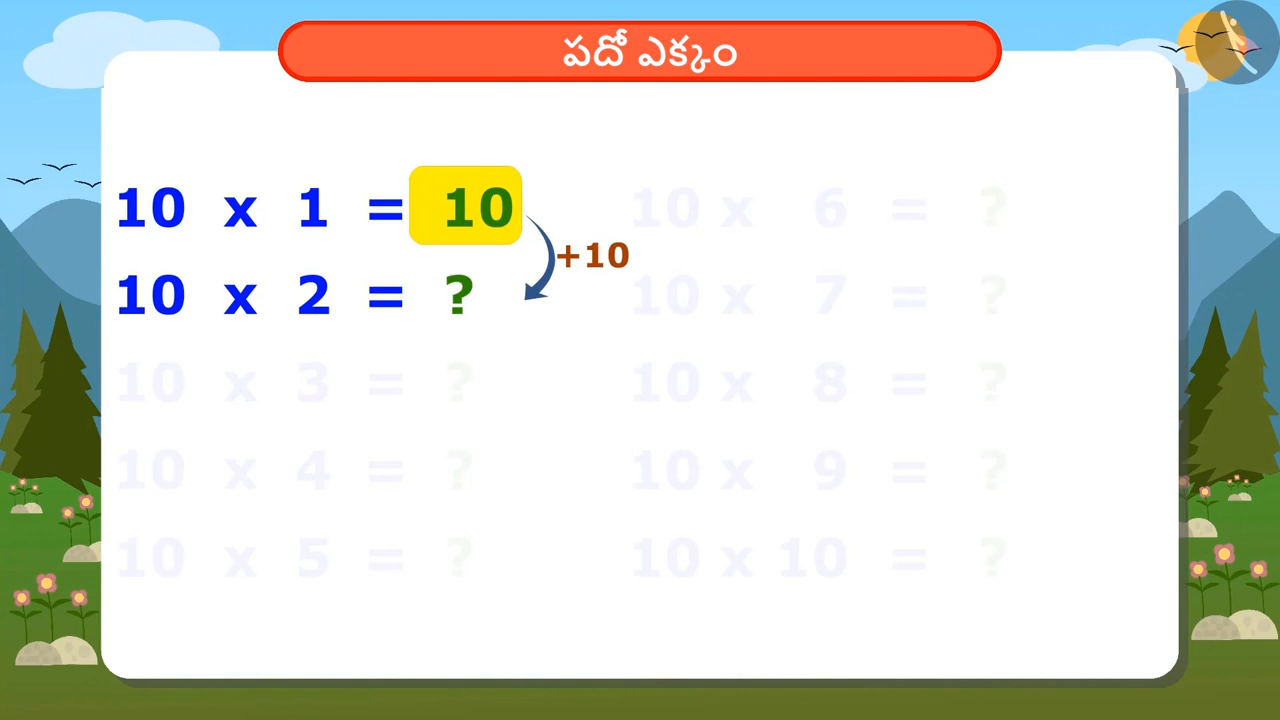 పదో ఎక్కం
10 x 1 = 10
+10
10 x 2 = ?
10 x 3 = ?
10 x 4 = ?
10 x 5 = ?
10 x 6 = ?
10 x 7 = ?
10 x 8 = ?
10 x 9 = ?
10 x 10 = ?